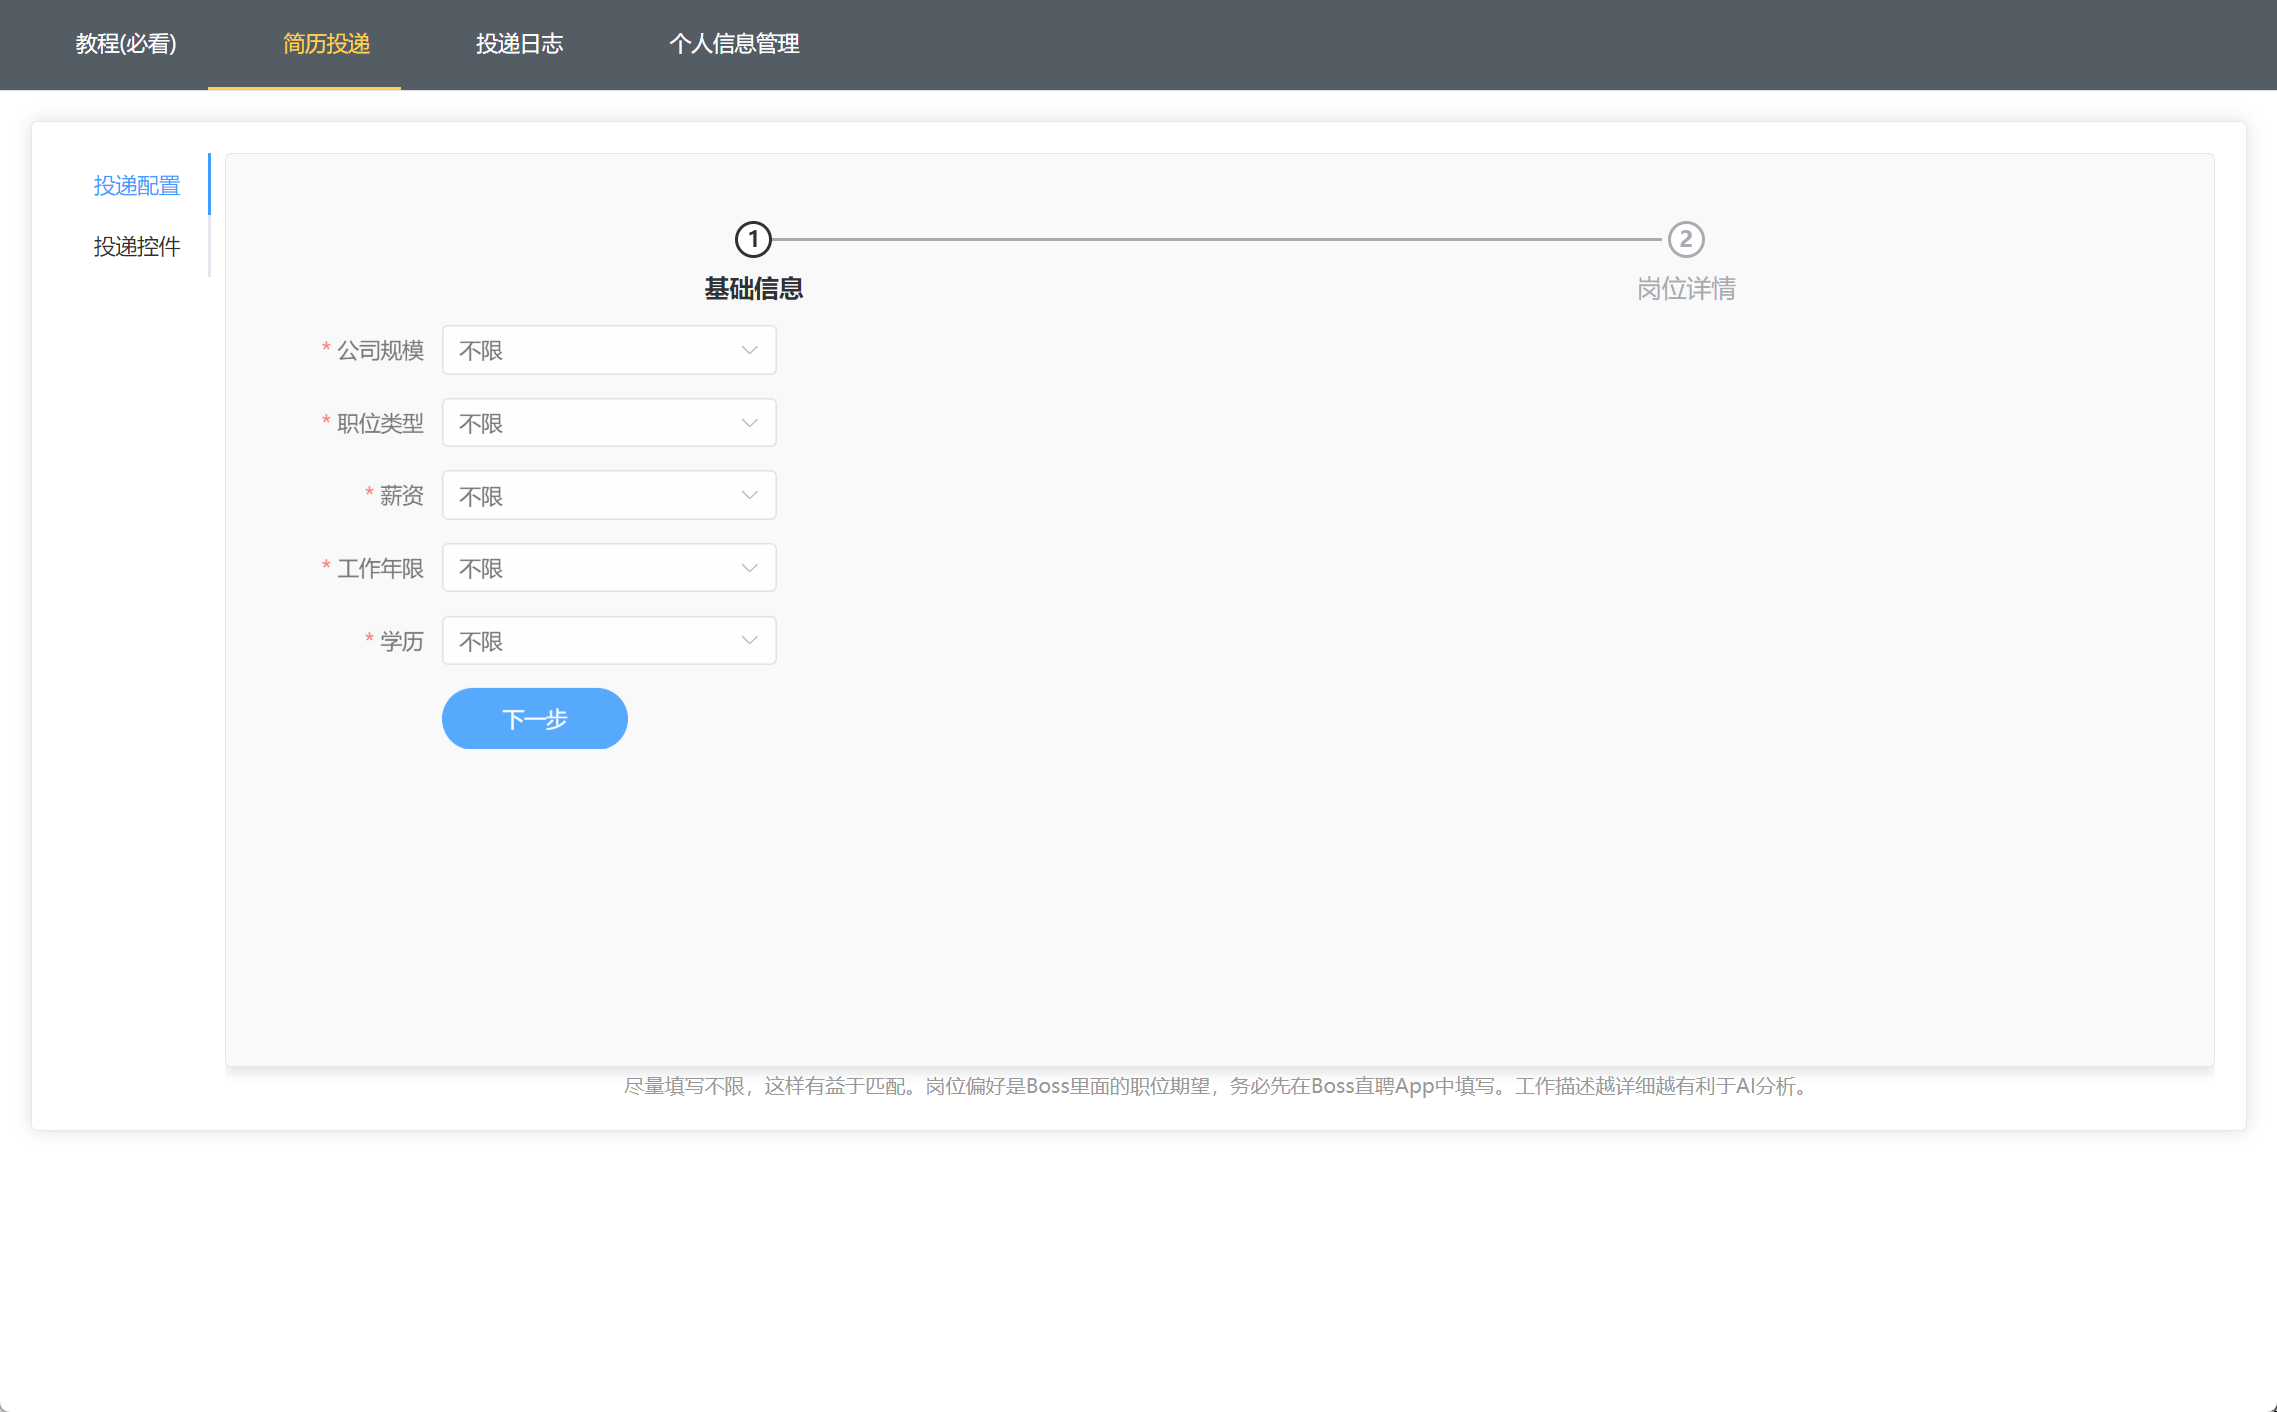 教程(必看) 简历投递 投递日志 个人信息管理
投递配置
投递控件
1 2
基础信息 岗位详情
* 公司规模 不限
* 职位类型 不限
* 薪资 不限
* 工作年限 不限
* 学历 不限
下一步
尽量填写不限，这样有益于匹配。岗位偏好是Boss里面的职位期望，务必先在Boss直聘App中填写。工作描述越详细越有利于AI分析。